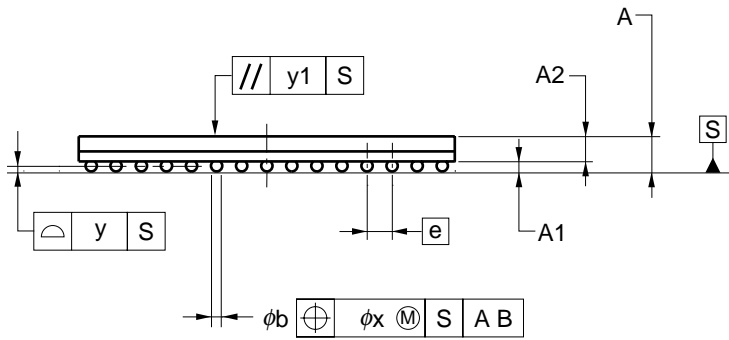 A
// y1 S
A2
S
⌓ y S
e
A1
ϕb ⌖ ϕx Ⓜ S A B